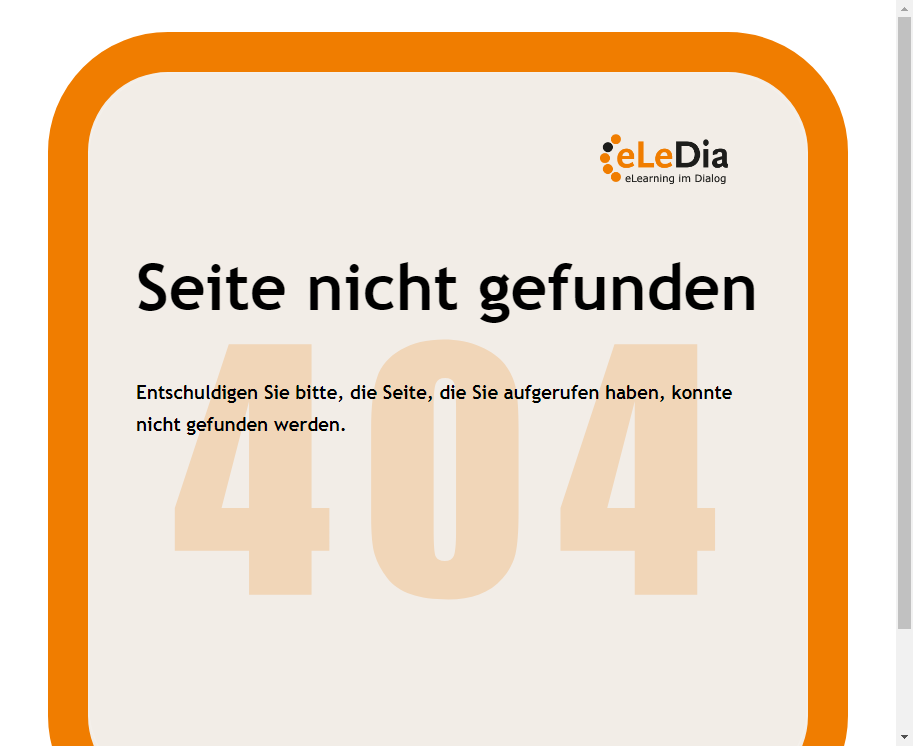 eLeDia
eLearning im Dialog
Seite nicht gefunden
404
Entschuldigen Sie bitte, die Seite, die Sie aufgerufen haben, konnte
nicht gefunden werden.